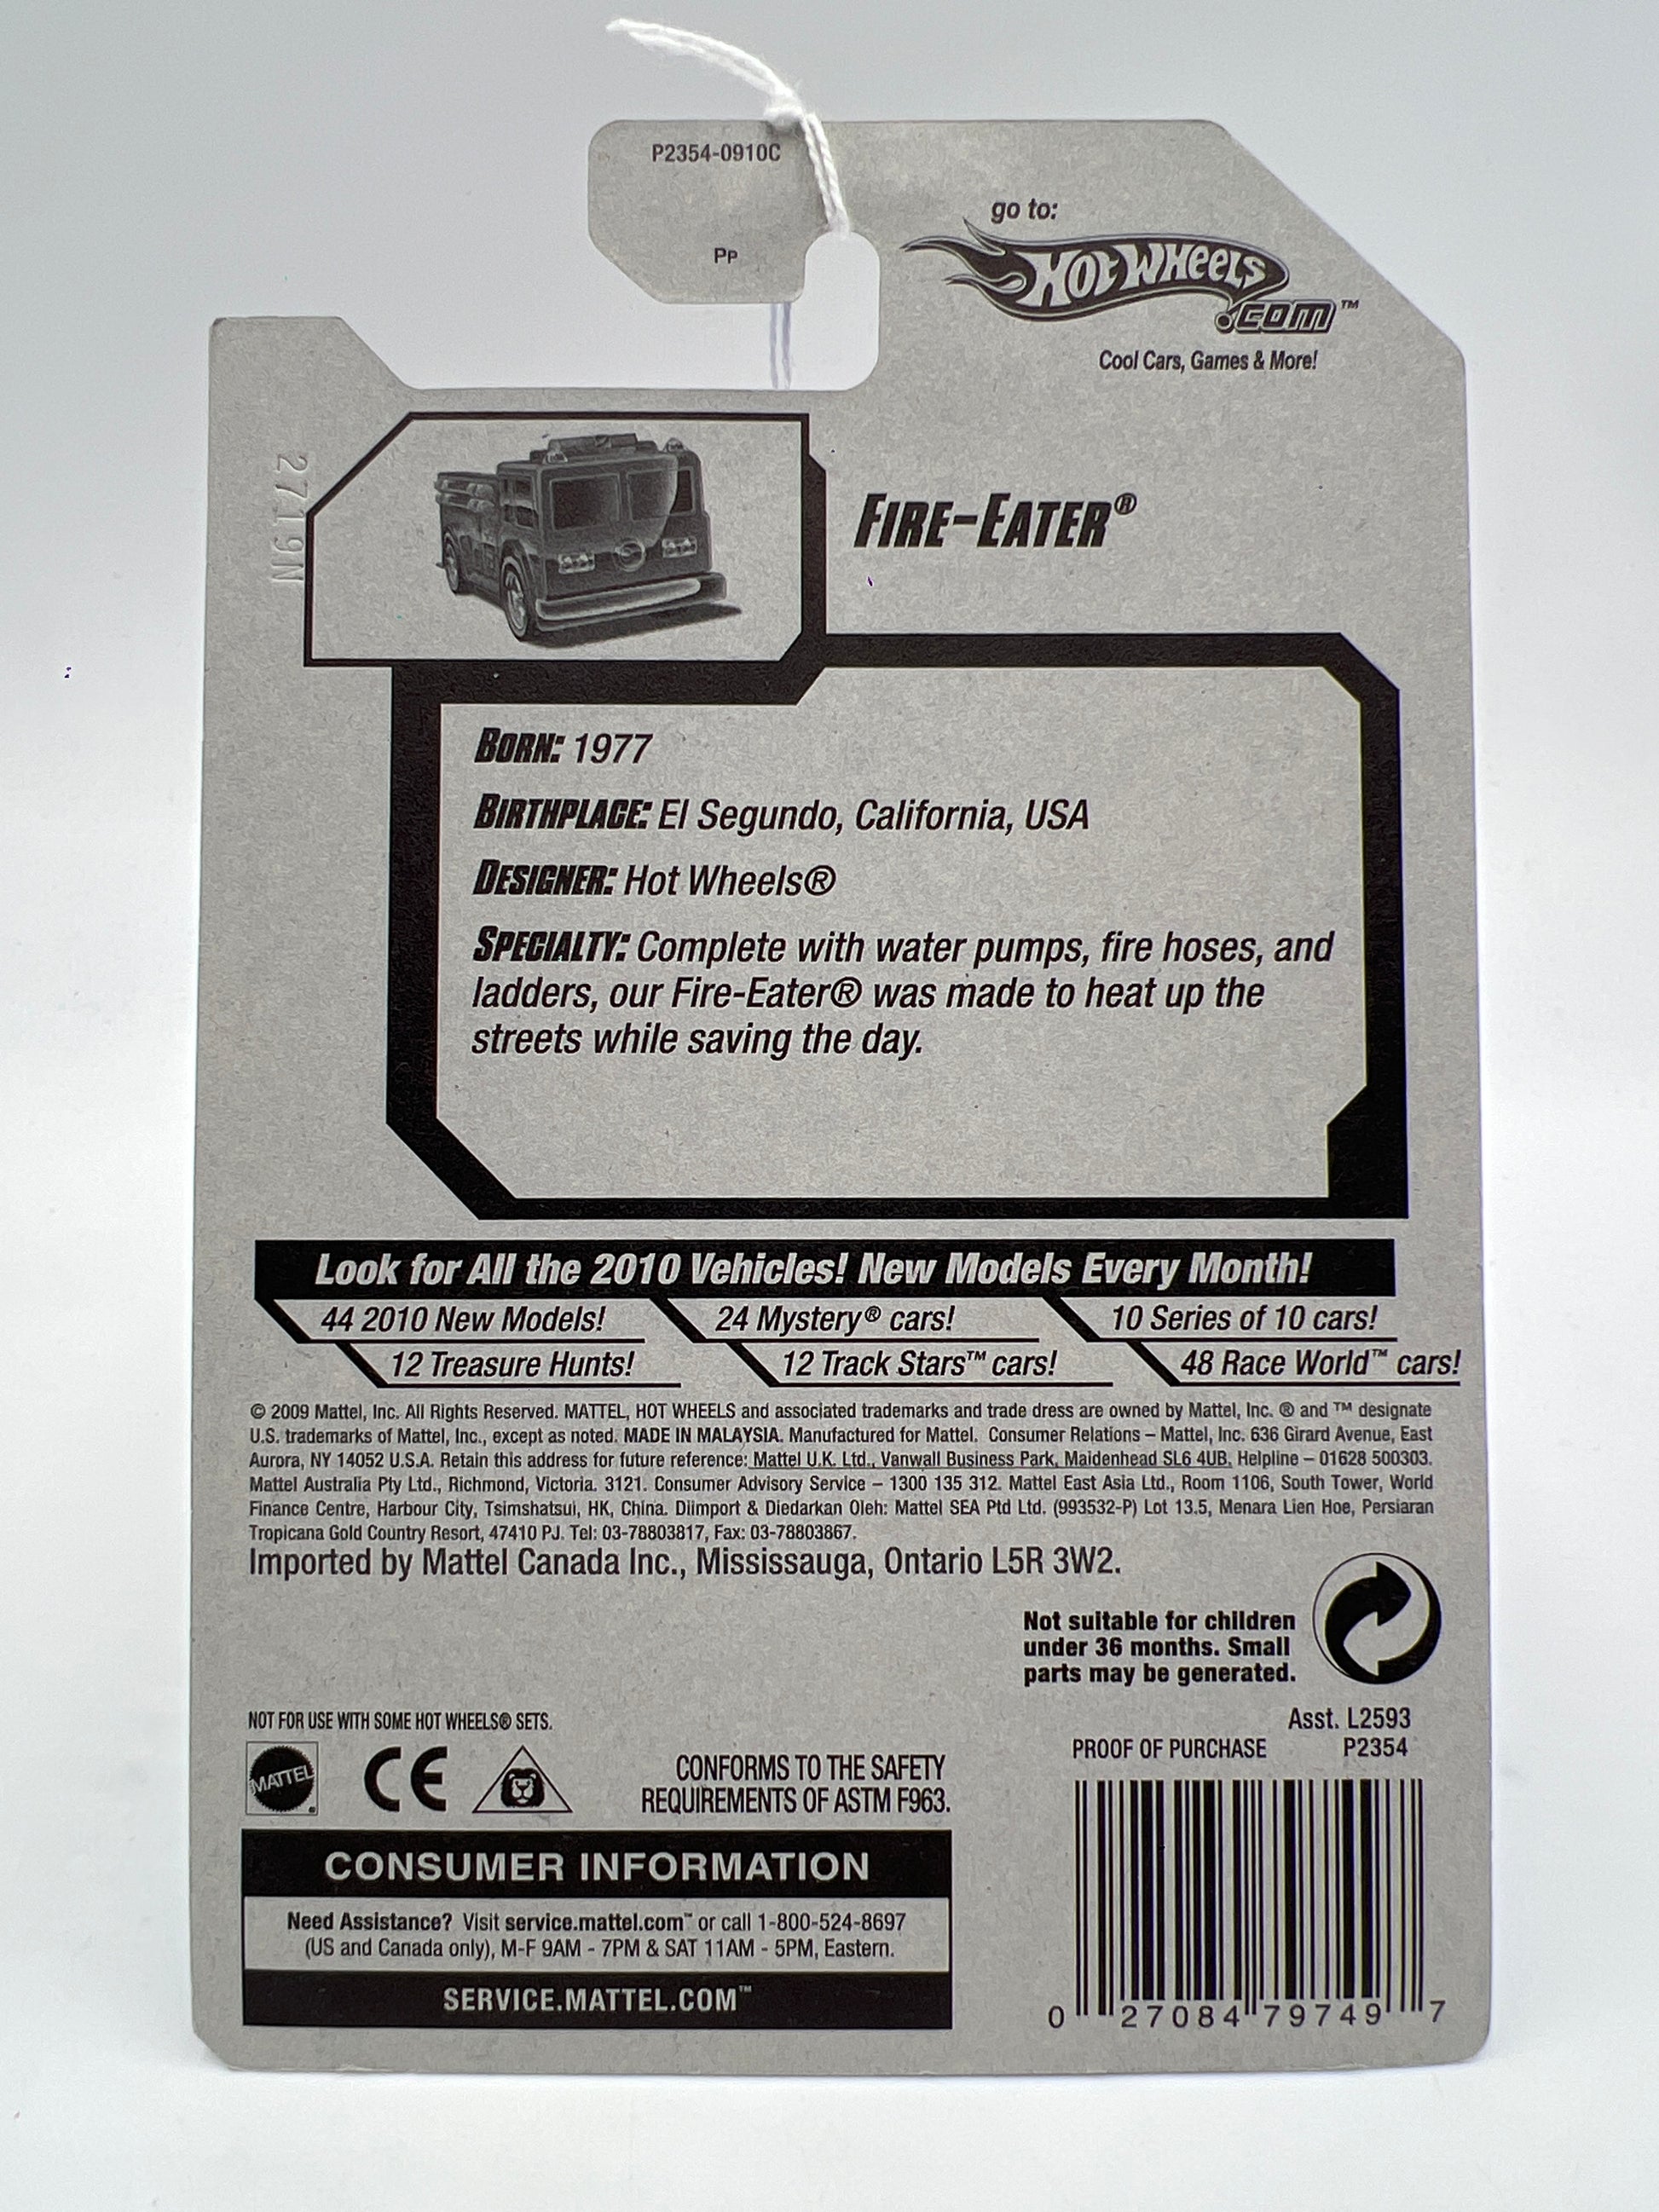 P2354-0910C
Pp
go to:
Hot Wheels
.com™
Cool Cars, Games & More!
2719N
Fire-Eater®
Born: 1977
Birthplace: El Segundo, California, USA
Designer: Hot Wheels®
Specialty: Complete with water pumps, fire hoses, and
ladders, our Fire-Eater® was made to heat up the
streets while saving the day.
Look for All the 2010 Vehicles! New Models Every Month!
44 2010 New Models! 24 Mystery® cars! 10 Series of 10 cars!
12 Treasure Hunts! 12 Track Stars™ cars! 48 Race World™ cars!
© 2009 Mattel, Inc. All Rights Reserved. MATTEL, HOT WHEELS and associated trademarks and trade dress are owned by Mattel, Inc. ® and ™ designate
U.S. trademarks of Mattel, Inc., except as noted. MADE IN MALAYSIA. Manufactured for Mattel. Consumer Relations – Mattel, Inc. 636 Girard Avenue, East
Aurora, NY 14052 U.S.A. Retain this address for future reference: Mattel U.K. Ltd., Vanwall Business Park, Maidenhead SL6 4UB. Helpline – 01628 500303.
Mattel Australia Pty Ltd., Richmond, Victoria. 3121. Consumer Advisory Service – 1300 135 312. Mattel East Asia Ltd., Room 1106, South Tower, World
Finance Centre, Harbour City, Tsimshatsui, HK, China. Diimport & Diedarkan Oleh: Mattel SEA Ptd Ltd. (993532-P) Lot 13.5, Menara Lien Hoe, Persiaran
Tropicana Gold Country Resort, 47410 PJ. Tel: 03-78803817, Fax: 03-78803867.
Imported by Mattel Canada Inc., Mississauga, Ontario L5R 3W2.
Not suitable for children
under 36 months. Small
parts may be generated.
NOT FOR USE WITH SOME HOT WHEELS® SETS.
Asst. L2593
PROOF OF PURCHASE P2354
MATTEL CE
CONFORMS TO THE SAFETY
REQUIREMENTS OF ASTM F963.
CONSUMER INFORMATION
Need Assistance? Visit service.mattel.com™ or call 1-800-524-8697
(US and Canada only), M-F 9AM - 7PM & SAT 11AM - 5PM, Eastern.
SERVICE.MATTEL.COM™
0 27084 79749 7